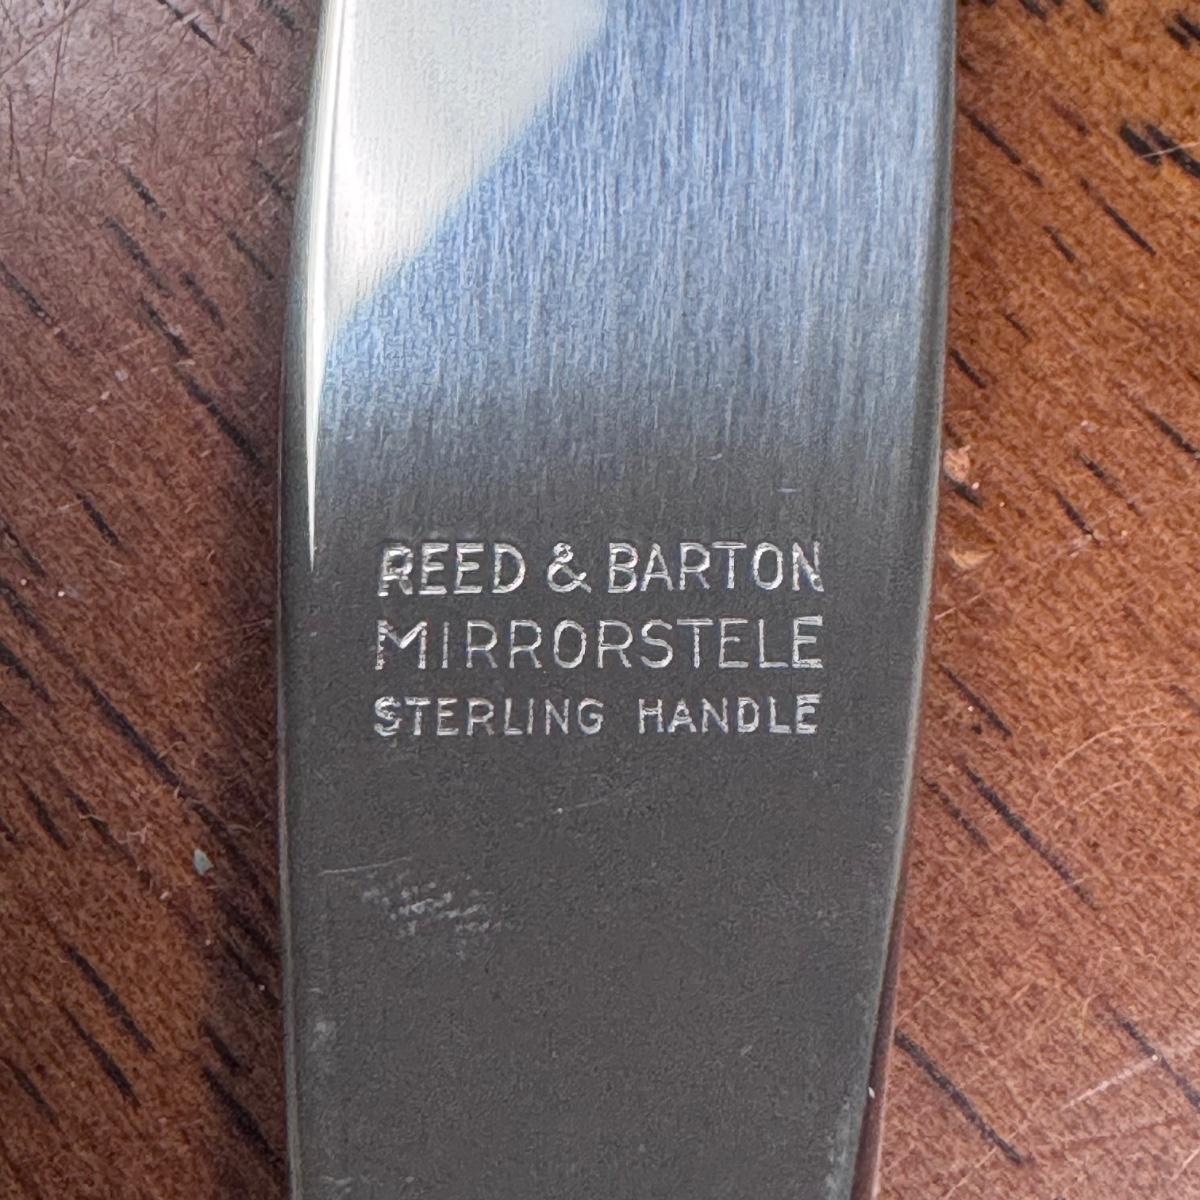 REED & BARTON
MIRRORSTELE
STERLING HANDLE